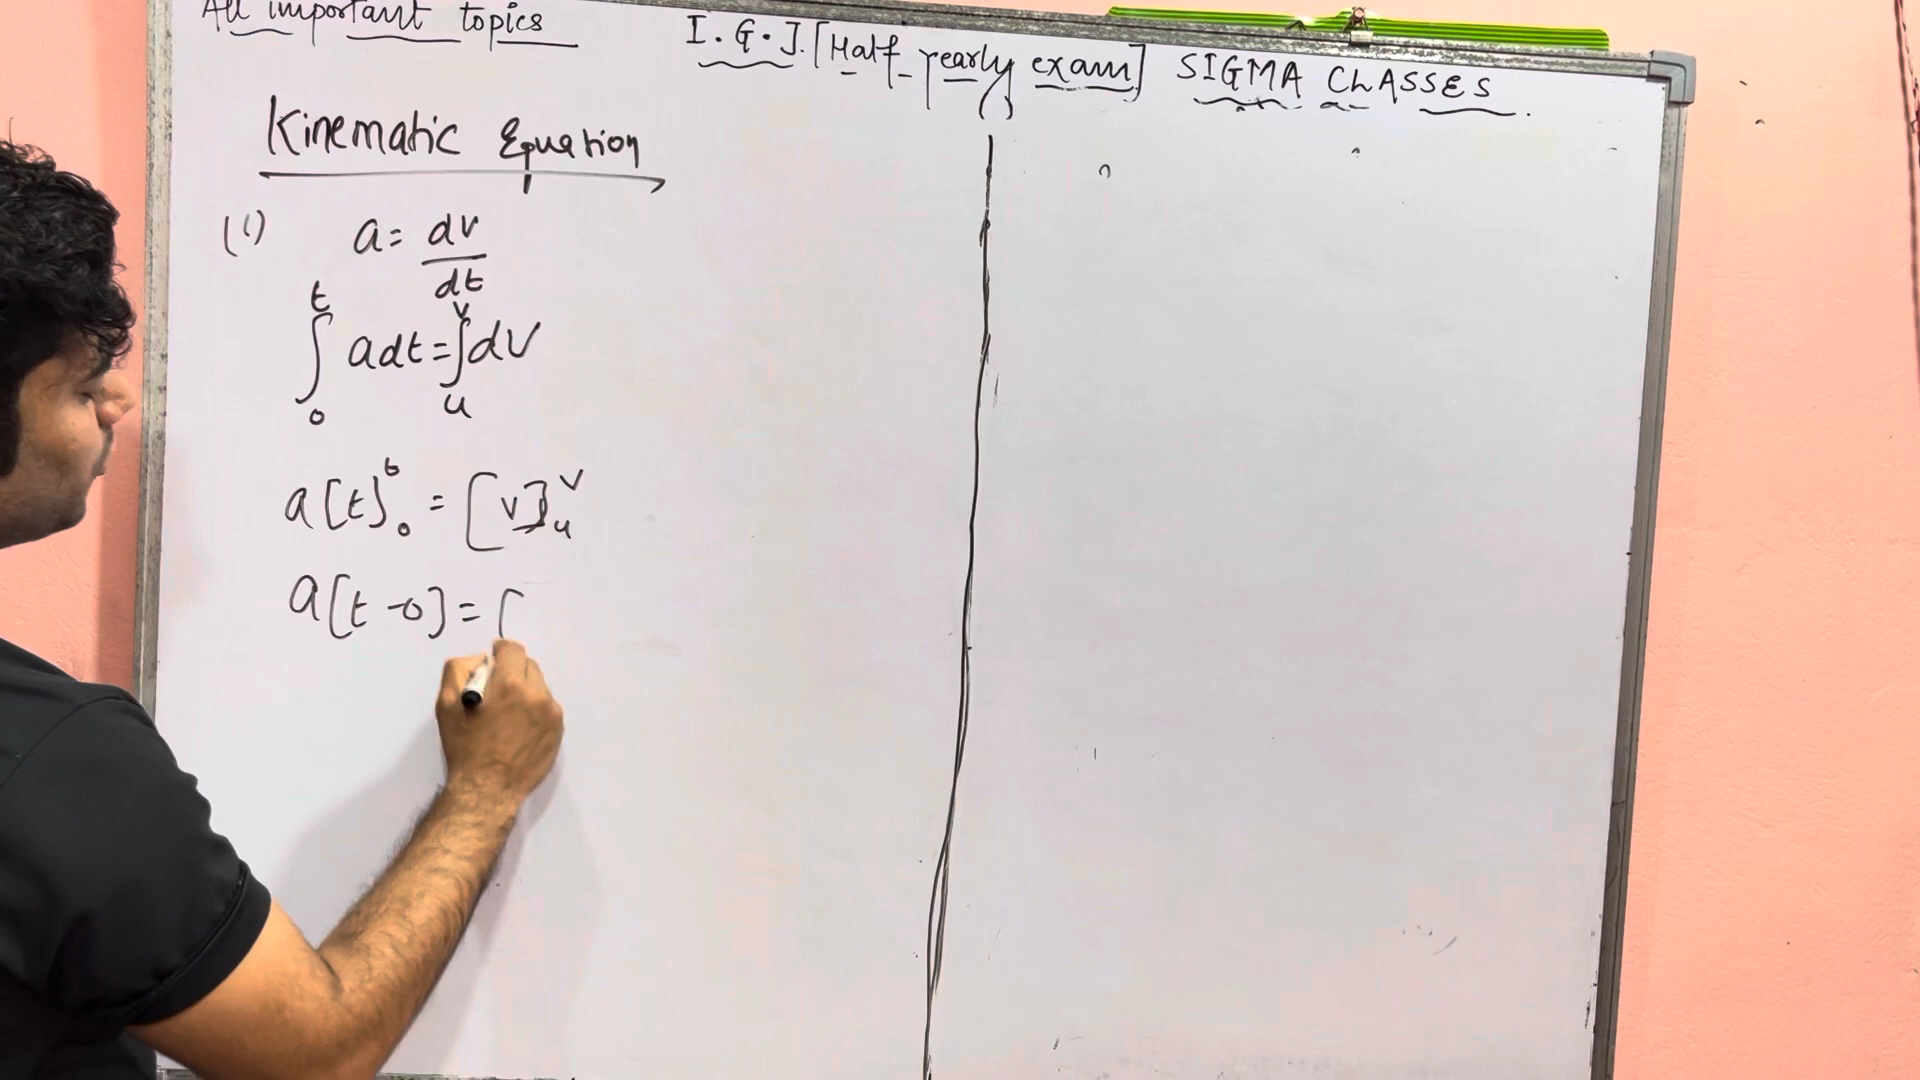 All important topics
I.G.J. [Half yearly exam] SIGMA CLASSES.
Kinematic Equation
(1) a = dv/dt
∫₀ᵗ a dt = ∫ᵤᵛ dv
a[t]₀ᵗ = [v]ᵤᵛ
a[t-0] = [